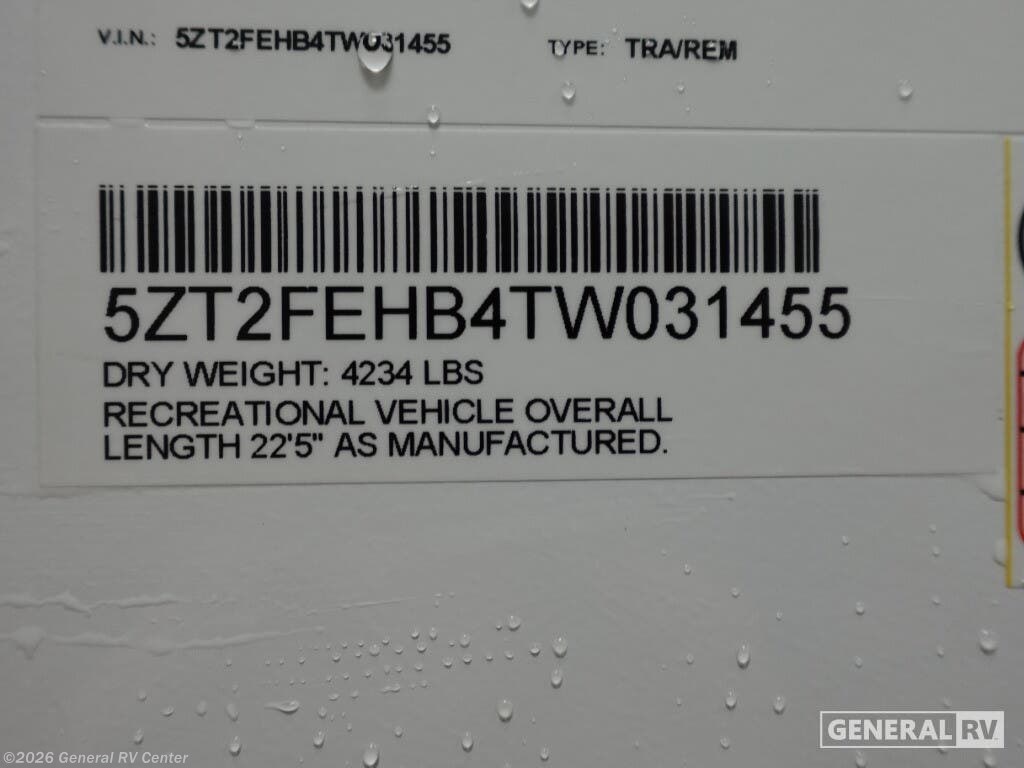 V.I.N.: 5ZT2FEHB4TW031455 TYPE: TRA/REM
5ZT2FEHB4TW031455
DRY WEIGHT: 4234 LBS
RECREATIONAL VEHICLE OVERALL
LENGTH 22'5" AS MANUFACTURED.
GENERAL RV
©2026 General RV Center